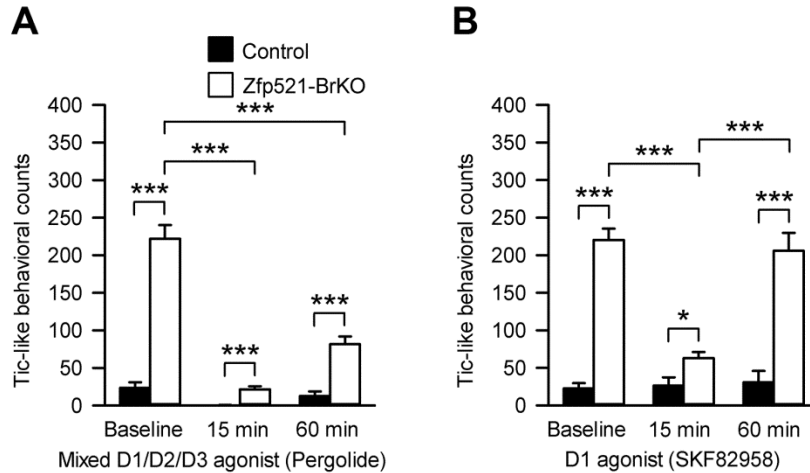 A
B
Control
Zfp521-BrKO
Tic-like behavioral counts
400
350
300
250
200
150
100
50
0
***
***
***
***
***
Baseline 15 min 60 min
Mixed D1/D2/D3 agonist (Pergolide)
Tic-like behavioral counts
400
350
300
250
200
150
100
50
0
***
***
***
*
***
Baseline 15 min 60 min
D1 agonist (SKF82958)